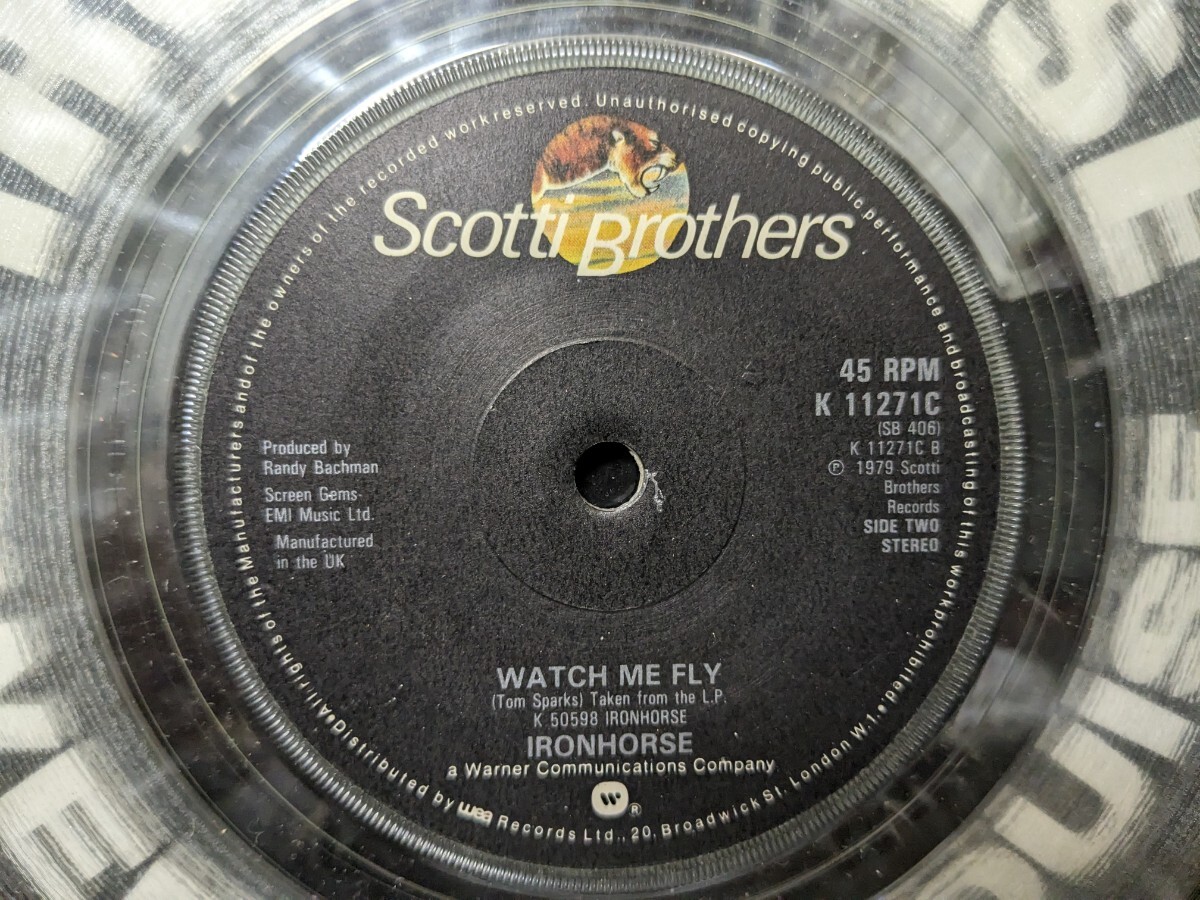 All rights of the Manufacturers and of the owners of the recorded work reserved. Unauthorised copying public performance and broadcasting of this work prohibited.
Scotti Brothers
45 RPM
K 11271C
(SB 406)
K 11271C B
℗ 1979 Scotti
Brothers
Records
SIDE TWO
STEREO
Produced by
Randy Bachman
Screen Gems-
EMI Music Ltd.
Manufactured
in the UK
WATCH ME FLY
(Tom Sparks) Taken from the L.P.
K 50598 IRONHORSE
IRONHORSE
a Warner Communications Company
W ®
• Distributed by wea Records Ltd., 20, Broadwick St. London W.1. •